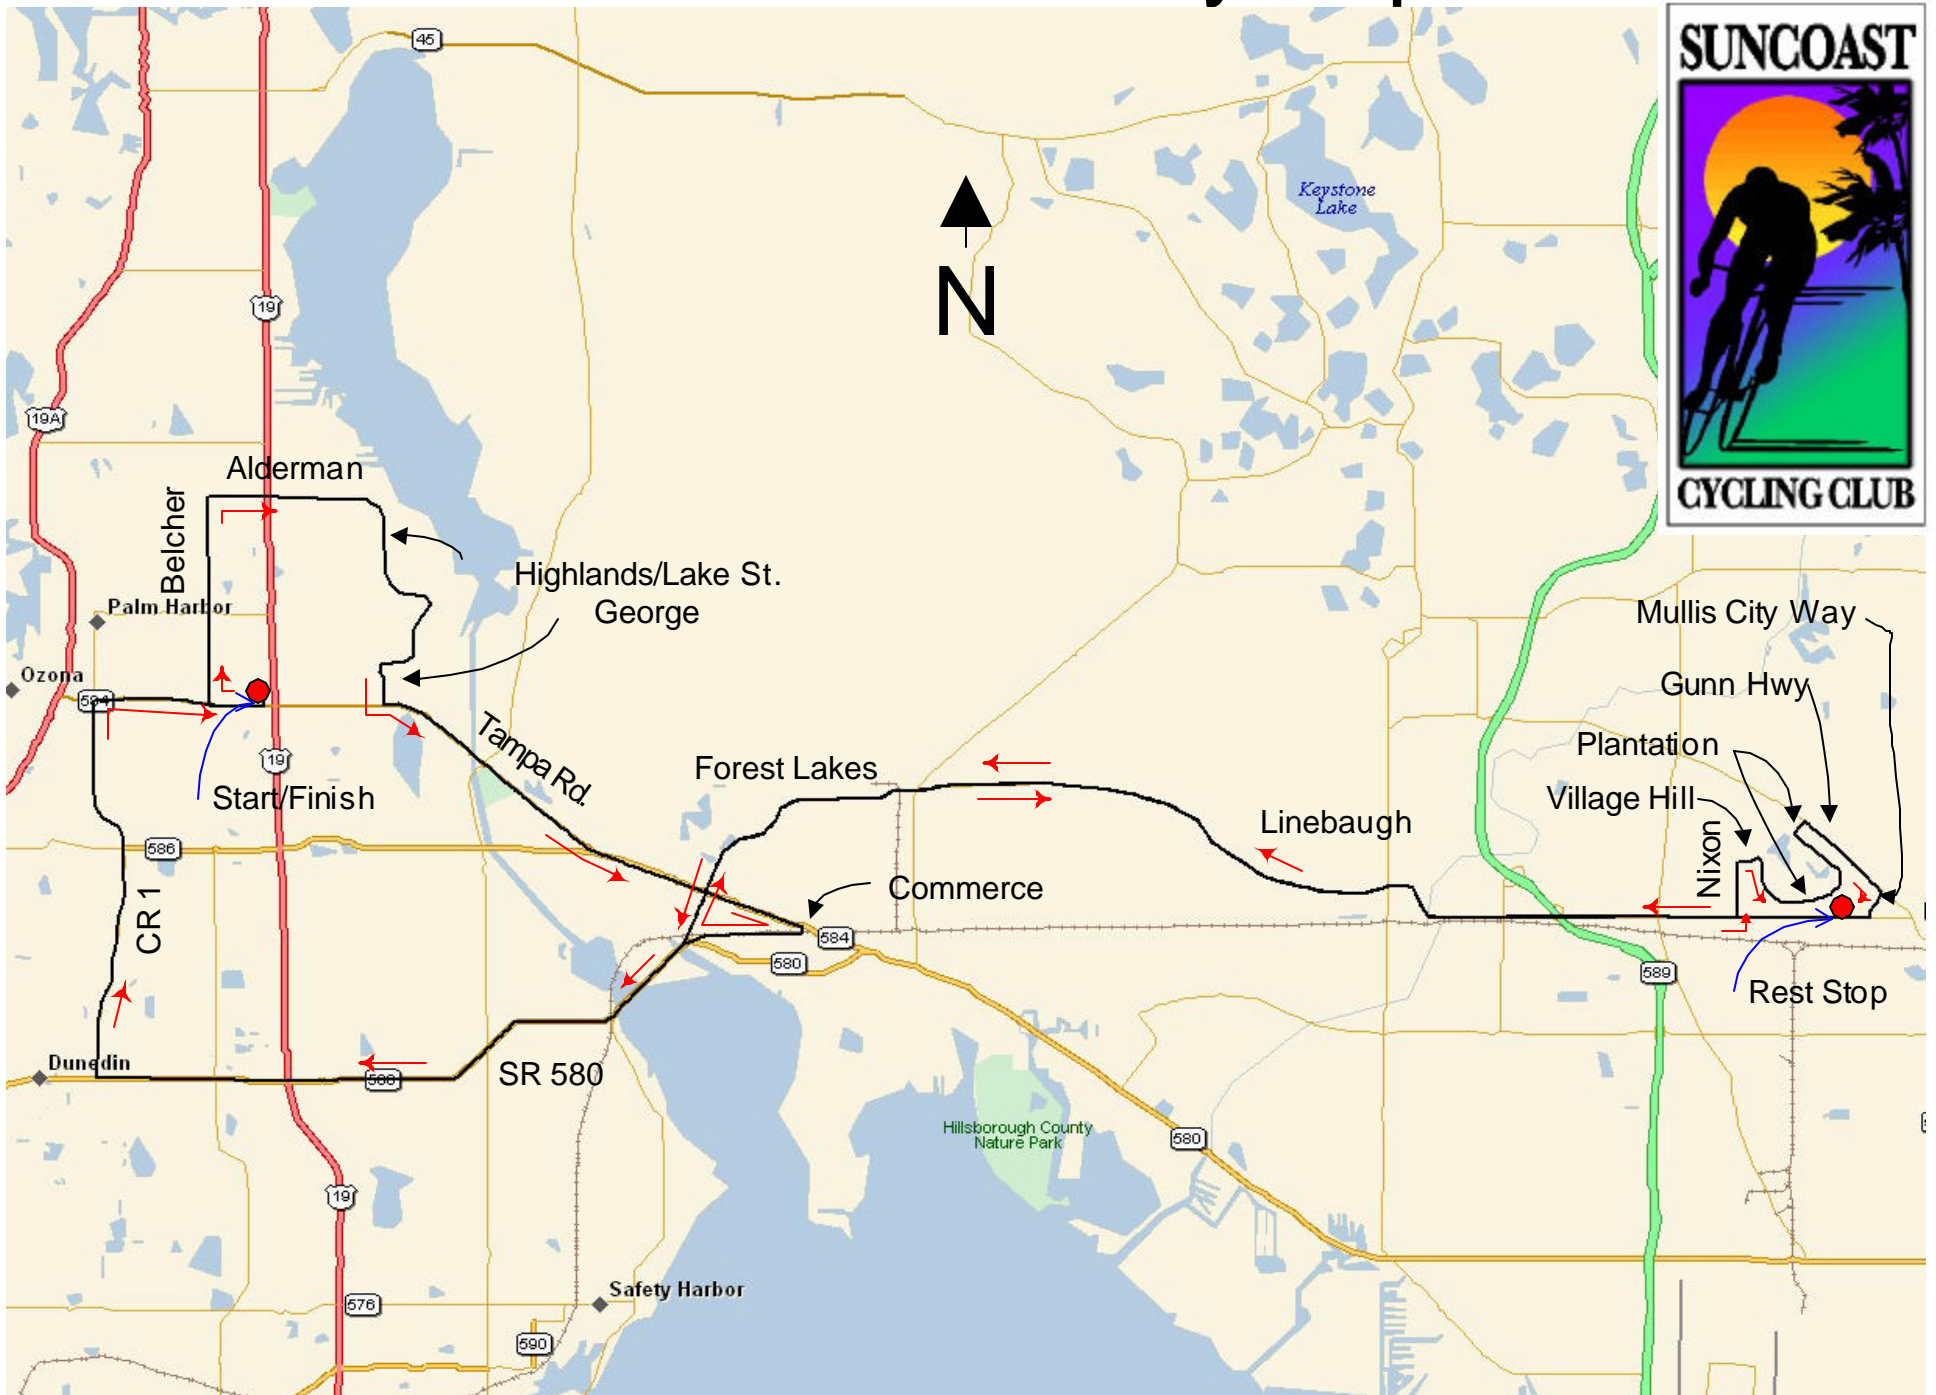 SUNCOAST
CYCLING CLUB
45
Keystone
Lake
N
19
19A
Alderman
Belcher
Highlands/Lake St.
George
Palm Harbor
Mullis City Way
Ozona
Gunn Hwy
584
Tampa Rd.
Plantation
19
Forest Lakes
Start/Finish
Village Hill
Linebaugh
Nixon
586
Commerce
CR 1
584
580
589
Rest Stop
Dunedin
SR 580
Hillsborough County
Nature Park
580
19
Safety Harbor
576
590